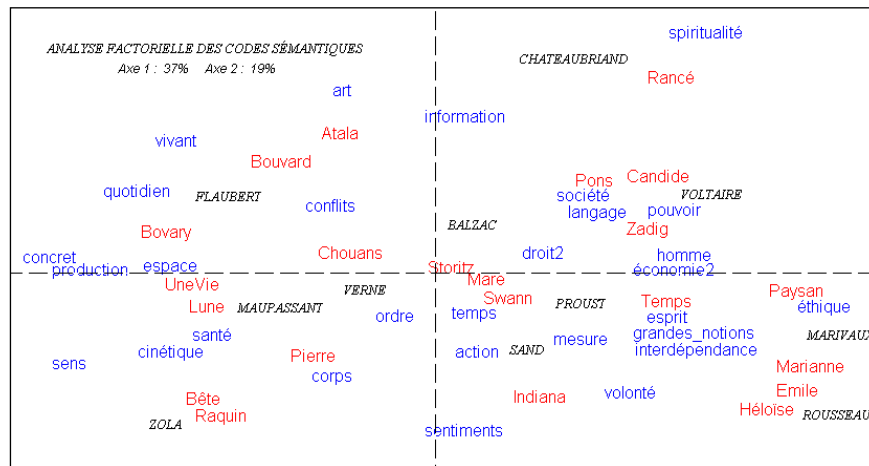 spiritualité
ANALYSE FACTORIELLE DES CODES SÉMANTIQUES
CHATEAUBRIAND
Axe 1 : 37% Axe 2 : 19%
Rancé
art
information
Atala
vivant
Bouvard
Pons Candide
quotidien FLAUBERT société VOLTAIRE
conflits langage pouvoir
Bovary BALZAC Zadig
concret Chouans droit2 homme
production espace Storitz économie2
UneVie VERNE Mare Paysan
Lune MAUPASSANT Swann PROUST Temps éthique
ordre temps esprit
santé mesure grandes_notions MARIVAUX
cinétique Pierre action SAND interdépendance
sens corps Marianne
Bête Indiana volonté Emile
Raquin Héloïse ROUSSEAU
ZOLA sentiments